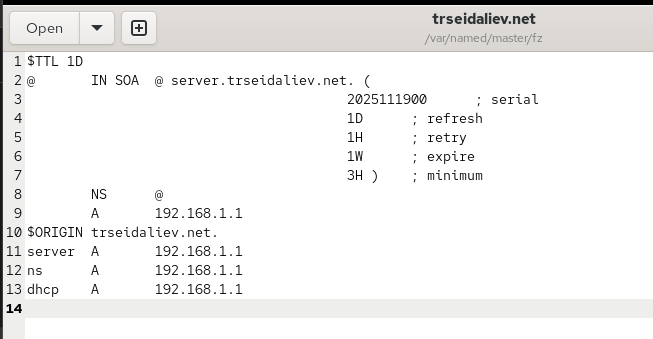 Open
trseidaliev.net
/var/named/master/fz
1 $TTL 1D
2 @ IN SOA @ server.trseidaliev.net. (
3 2025111900 ; serial
4 1D ; refresh
5 1H ; retry
6 1W ; expire
7 3H ) ; minimum
8 NS @
9 A 192.168.1.1
10 $ORIGIN trseidaliev.net.
11 server A 192.168.1.1
12 ns A 192.168.1.1
13 dhcp A 192.168.1.1
14